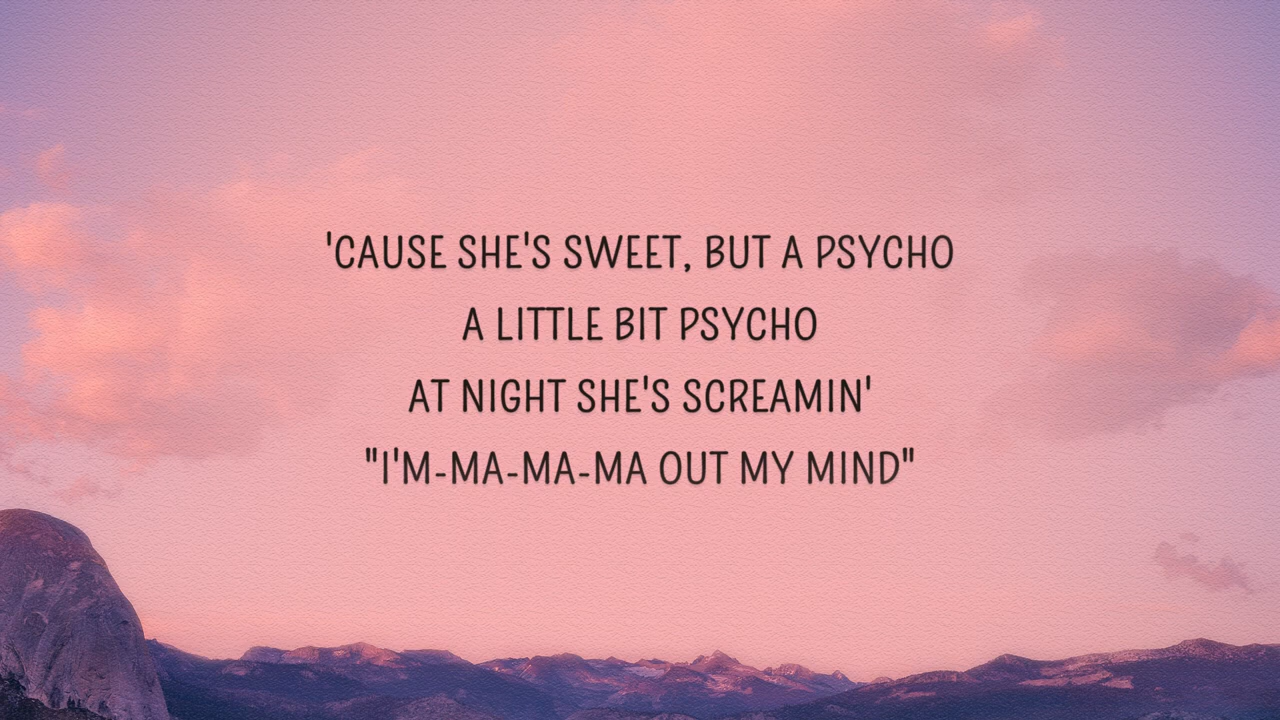 'CAUSE SHE'S SWEET, BUT A PSYCHO
A LITTLE BIT PSYCHO
AT NIGHT SHE'S SCREAMIN'
"I'M-MA-MA-MA OUT MY MIND"